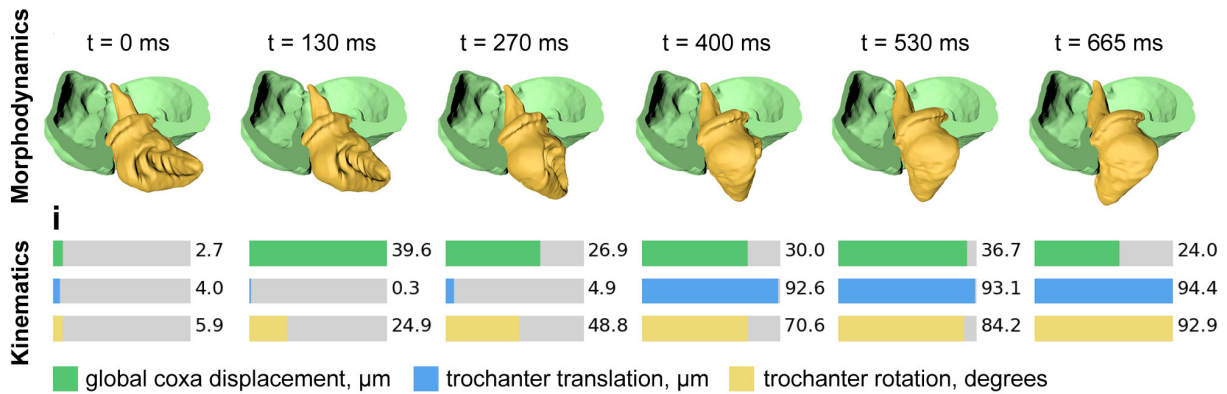 Morphodynamics
t = 0 ms t = 130 ms t = 270 ms t = 400 ms t = 530 ms t = 665 ms
i
Kinematics
2.7 39.6 26.9 30.0 36.7 24.0
4.0 0.3 4.9 92.6 93.1 94.4
5.9 24.9 48.8 70.6 84.2 92.9
global coxa displacement, µm trochanter translation, µm trochanter rotation, degrees